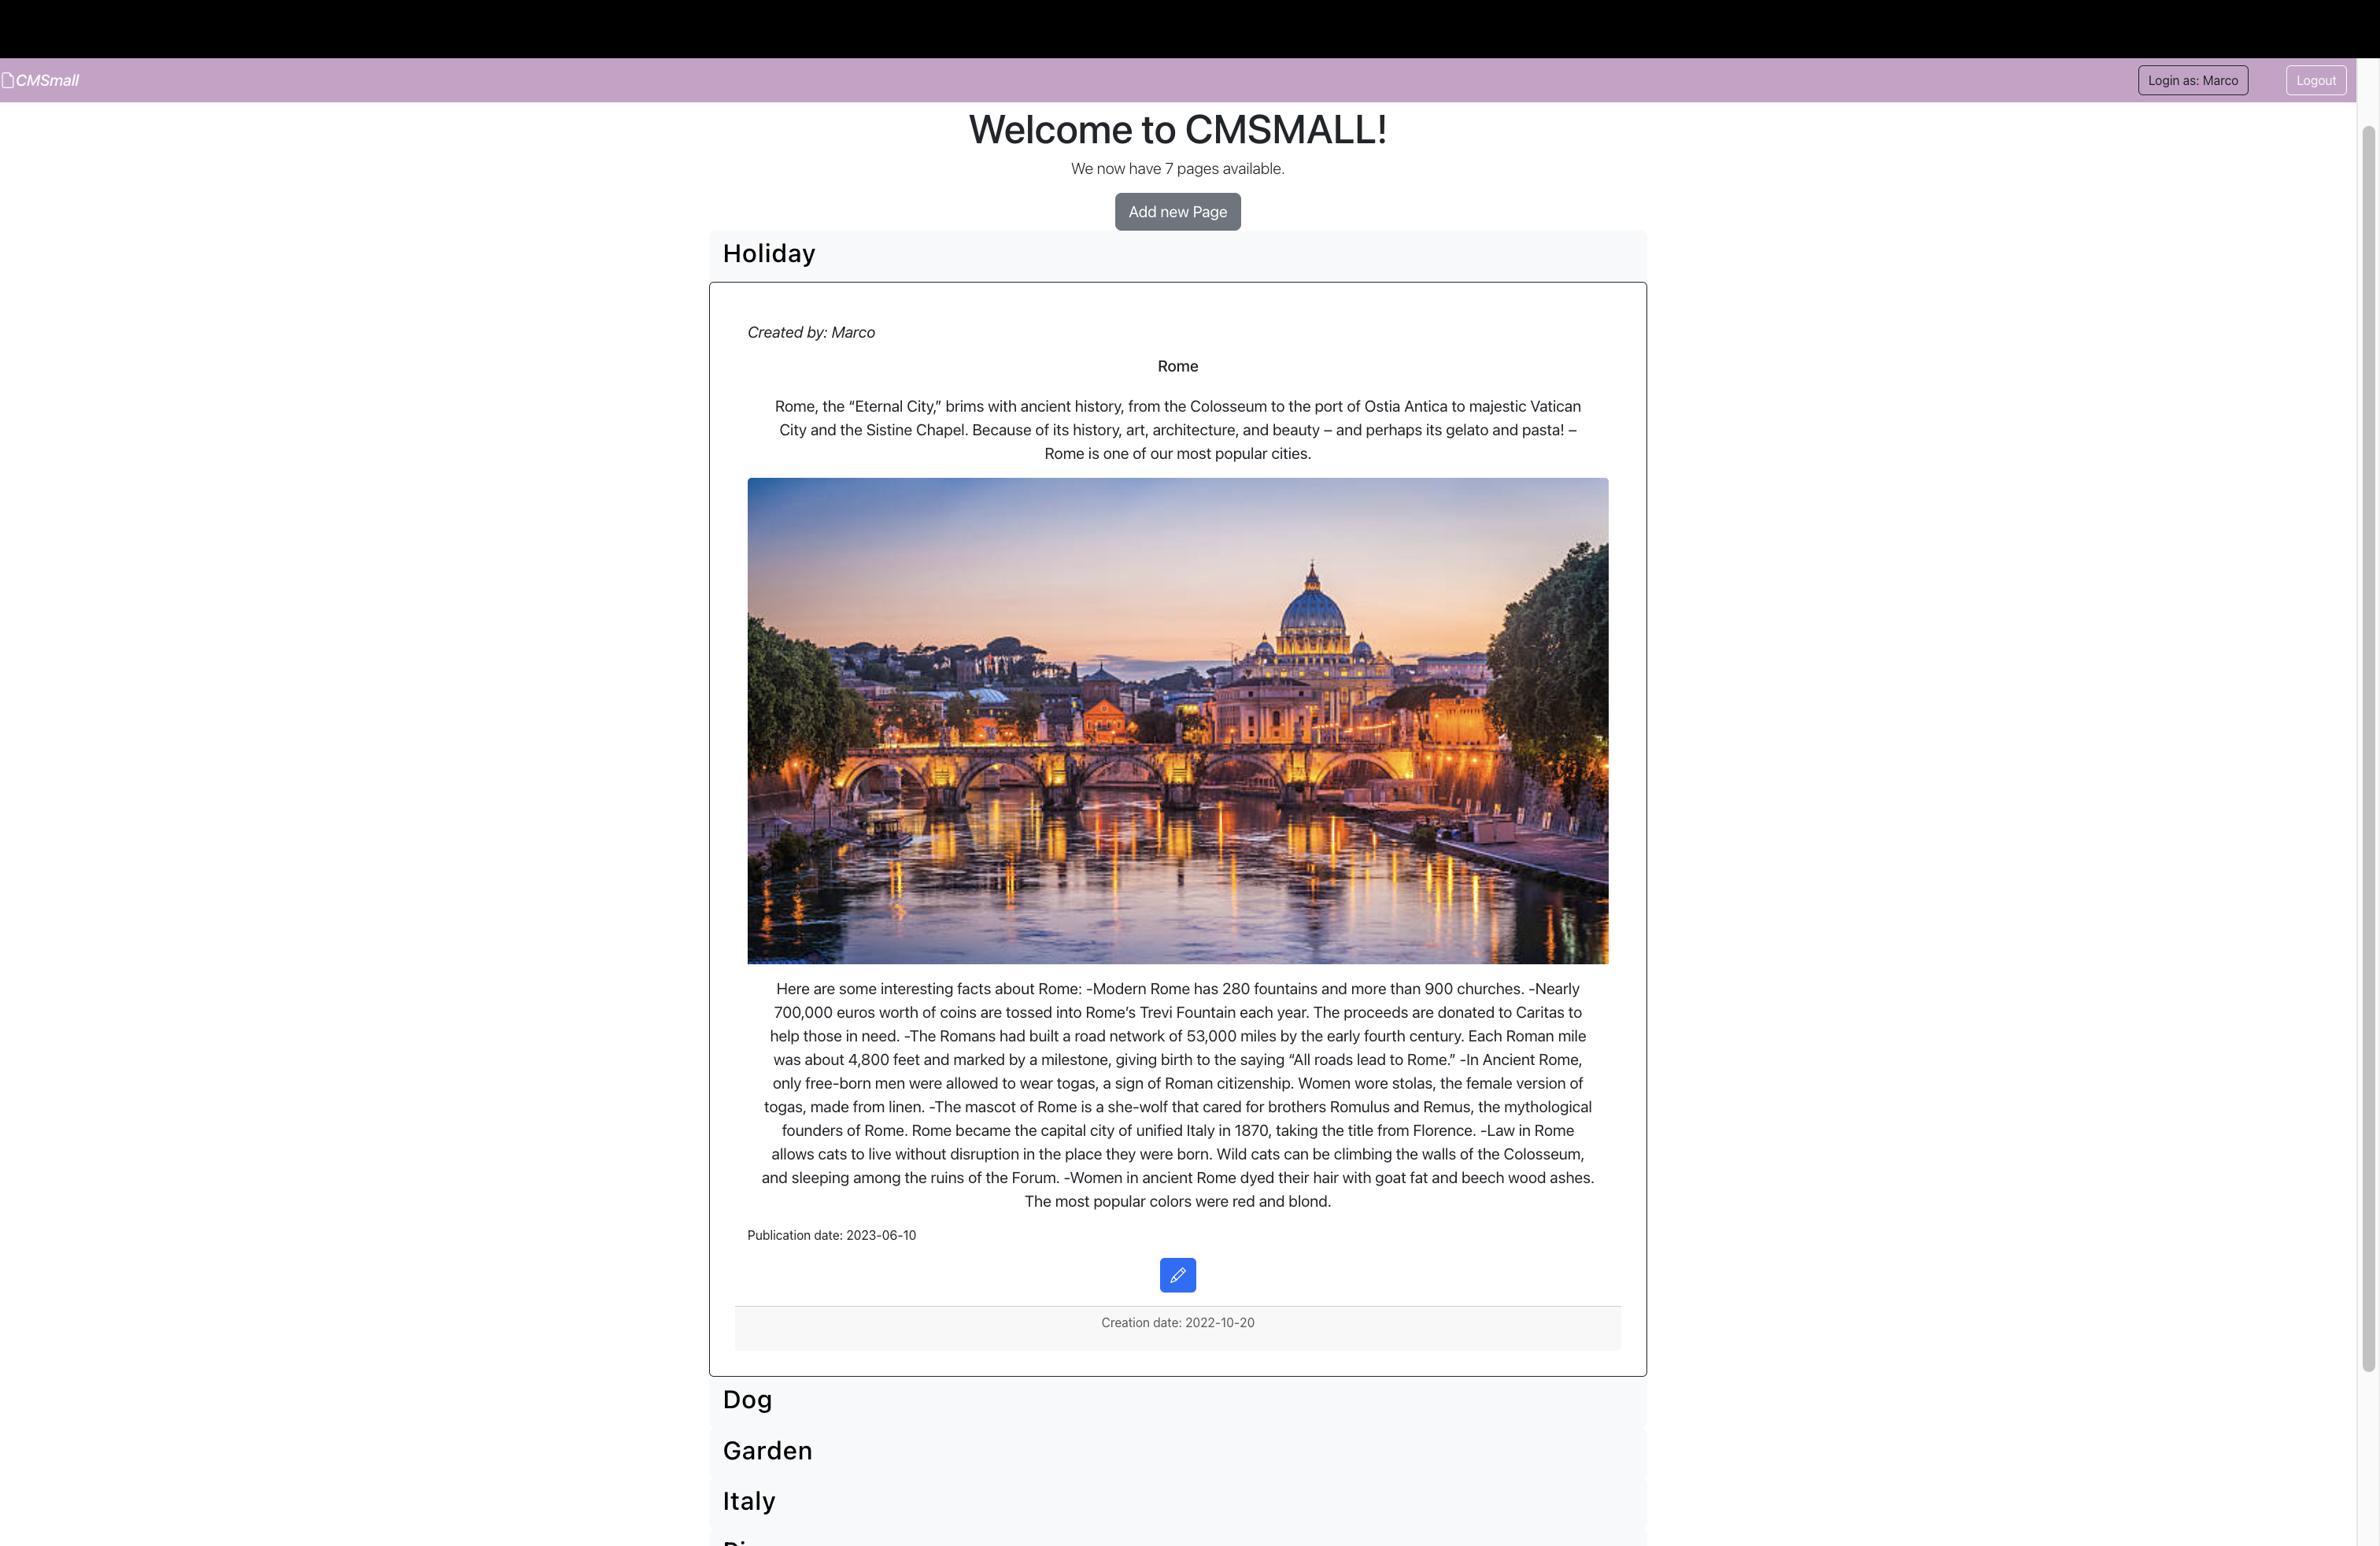 CMSmall
Login as: Marco
Logout
Welcome to CMSMALL!
We now have 7 pages available.
Add new Page
Holiday
Created by: Marco
Rome
Rome, the “Eternal City,” brims with ancient history, from the Colosseum to the port of Ostia Antica to majestic Vatican
City and the Sistine Chapel. Because of its history, art, architecture, and beauty – and perhaps its gelato and pasta! –
Rome is one of our most popular cities.
Here are some interesting facts about Rome: -Modern Rome has 280 fountains and more than 900 churches. -Nearly
700,000 euros worth of coins are tossed into Rome’s Trevi Fountain each year. The proceeds are donated to Caritas to
help those in need. -The Romans had built a road network of 53,000 miles by the early fourth century. Each Roman mile
was about 4,800 feet and marked by a milestone, giving birth to the saying “All roads lead to Rome.” -In Ancient Rome,
only free-born men were allowed to wear togas, a sign of Roman citizenship. Women wore stolas, the female version of
togas, made from linen. -The mascot of Rome is a she-wolf that cared for brothers Romulus and Remus, the mythological
founders of Rome. Rome became the capital city of unified Italy in 1870, taking the title from Florence. -Law in Rome
allows cats to live without disruption in the place they were born. Wild cats can be climbing the walls of the Colosseum,
and sleeping among the ruins of the Forum. -Women in ancient Rome dyed their hair with goat fat and beech wood ashes.
The most popular colors were red and blond.
Publication date: 2023-06-10
Creation date: 2022-10-20
Dog
Garden
Italy